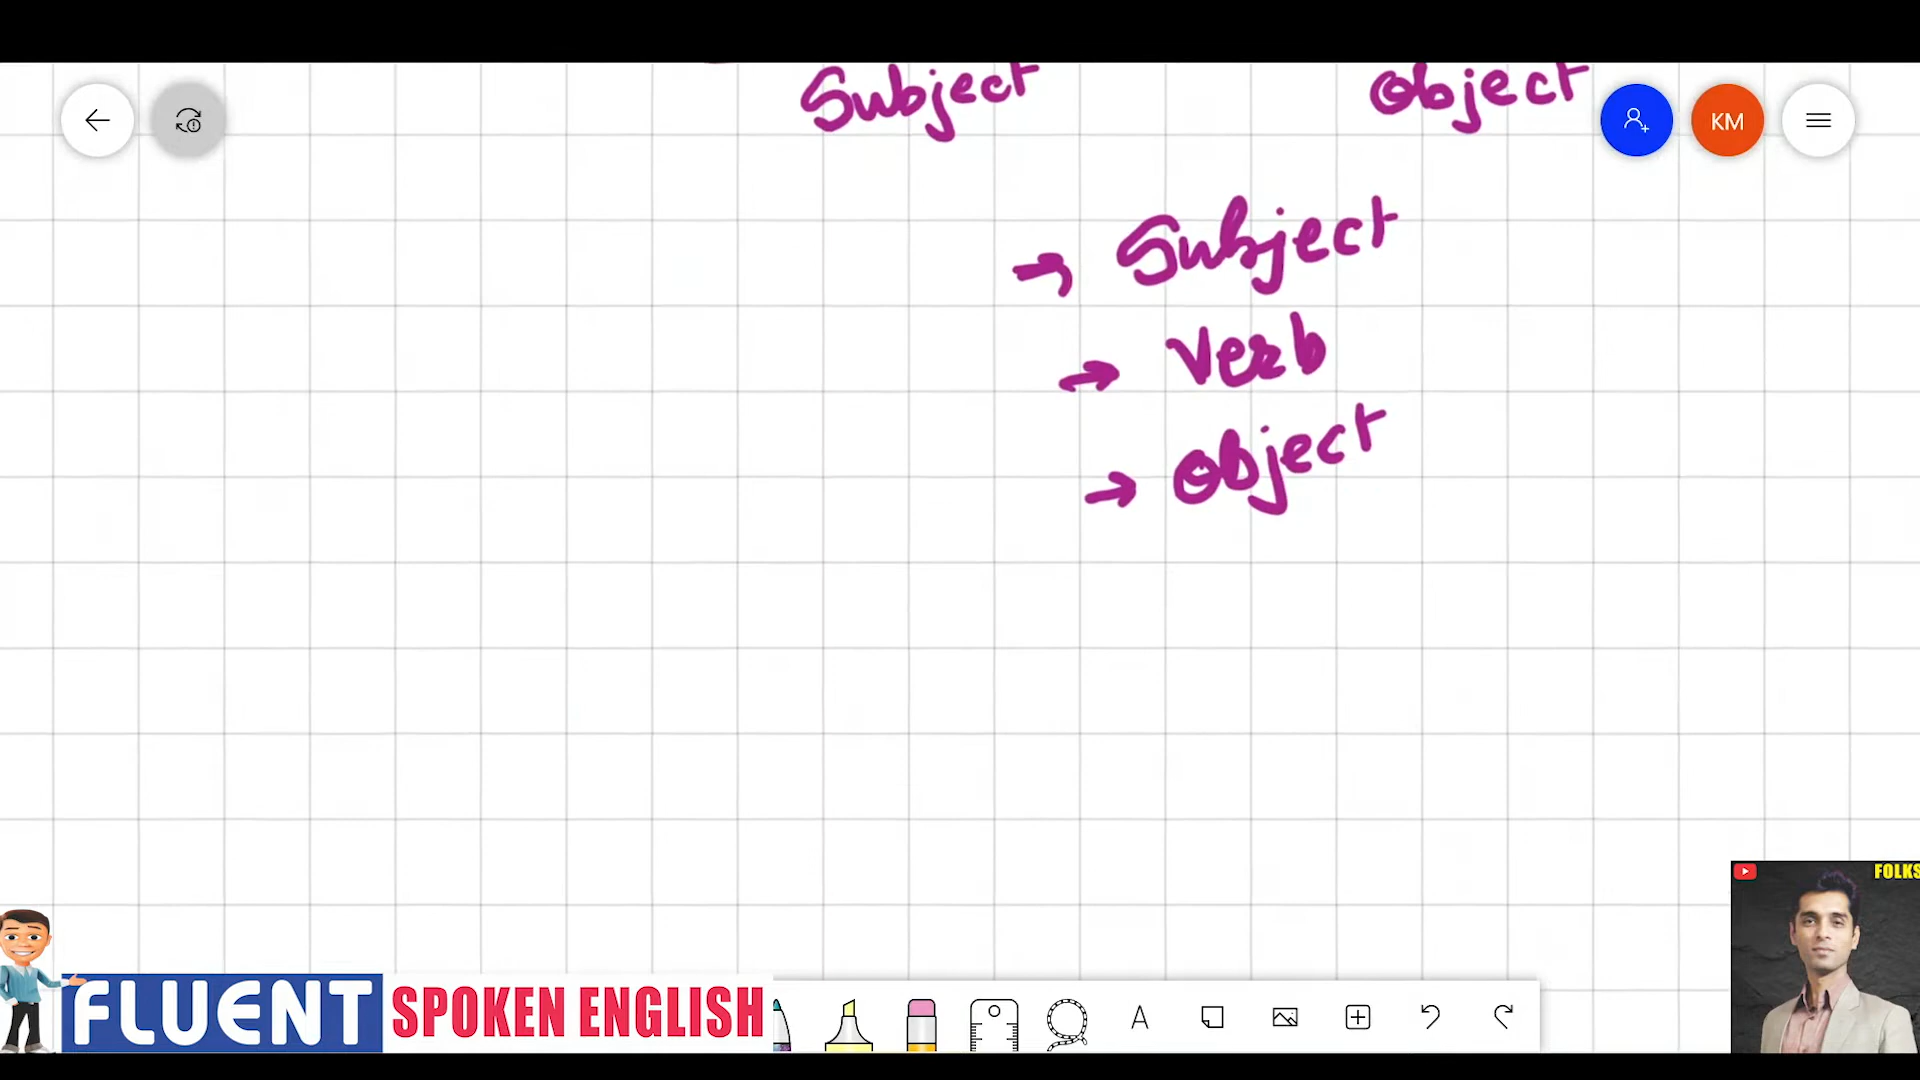 Subject Object
KM
→ Subject
→ Verb
→ Object
FOLKS
FLUENT SPOKEN ENGLISH
A